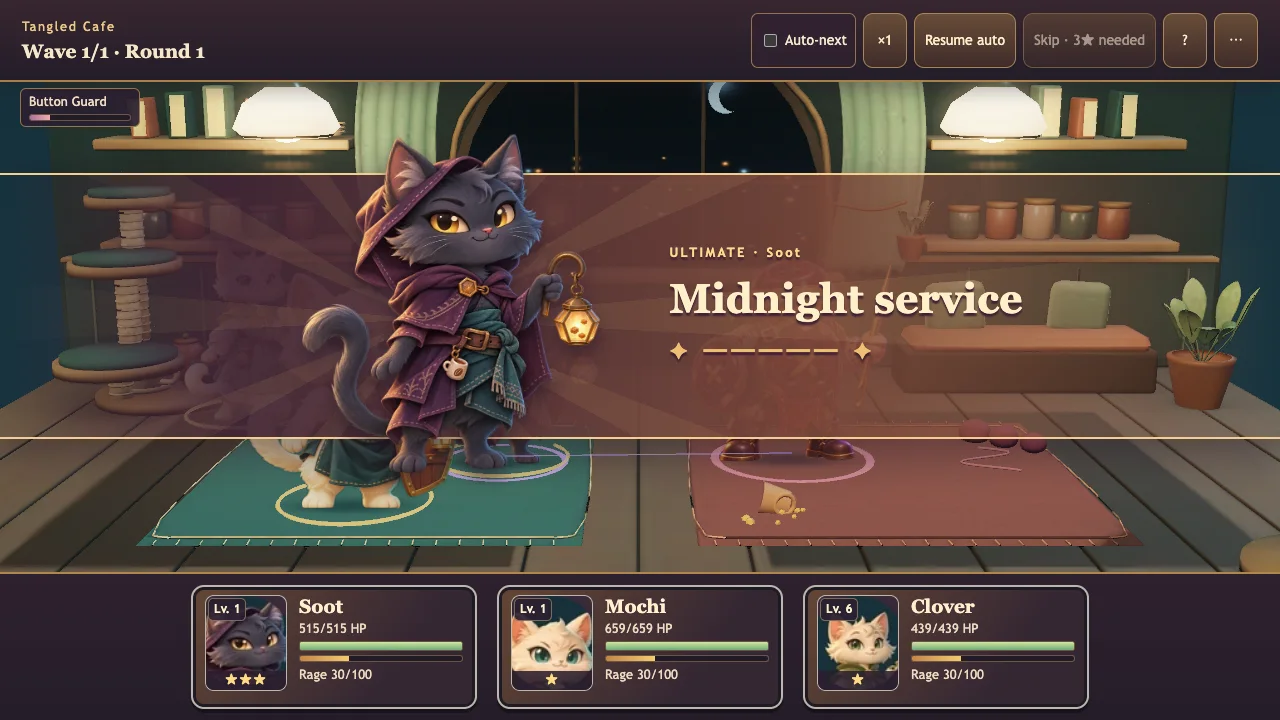 Tangled Cafe
Wave 1/1 · Round 1
Auto-next
×1
Resume auto
Skip · 3★ needed
?
···
Button Guard
ULTIMATE · Soot
Midnight service
Lv. 1
Soot
515/515 HP
Rage 30/100
★★★
Lv. 1
Mochi
659/659 HP
Rage 30/100
★
Lv. 6
Clover
439/439 HP
Rage 30/100
★